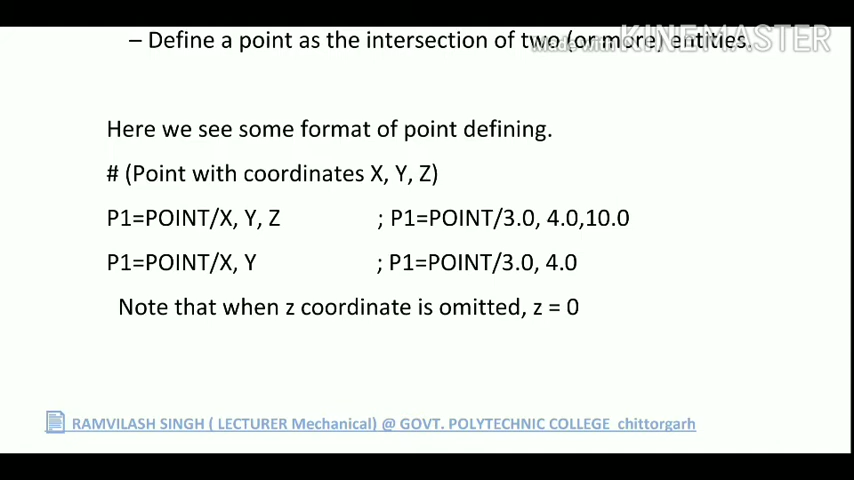 – Define a point as the intersection of two (or more) entities.
Made with KINEMASTER
Here we see some format of point defining.
# (Point with coordinates X, Y, Z)
P1=POINT/X, Y, Z ; P1=POINT/3.0, 4.0,10.0
P1=POINT/X, Y ; P1=POINT/3.0, 4.0
Note that when z coordinate is omitted, z = 0
RAMVILASH SINGH ( LECTURER Mechanical) @ GOVT. POLYTECHNIC COLLEGE chittorgarh